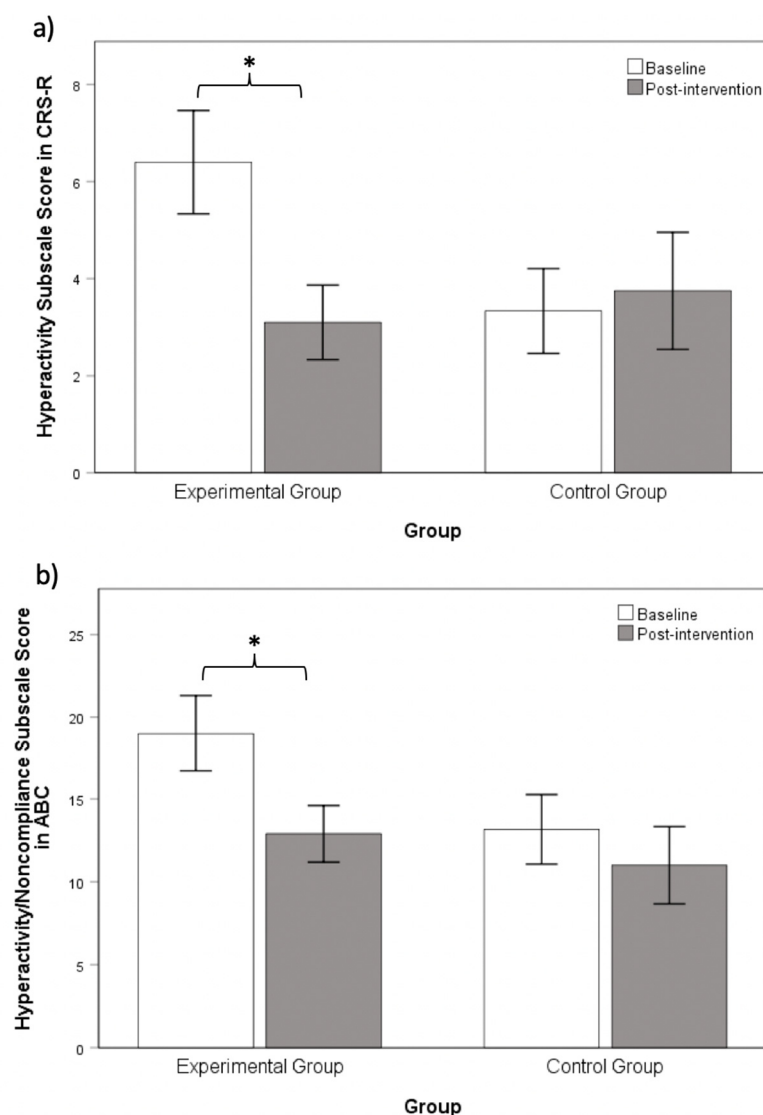 a)
*
Baseline
Post-intervention
Hyperactivity Subscale Score in CRS-R
8
6
4
2
0
Experimental Group
Control Group
Group
b)
*
Baseline
Post-intervention
Hyperactivity/Noncompliance Subscale Score
in ABC
25
20
15
10
5
0
Experimental Group
Control Group
Group